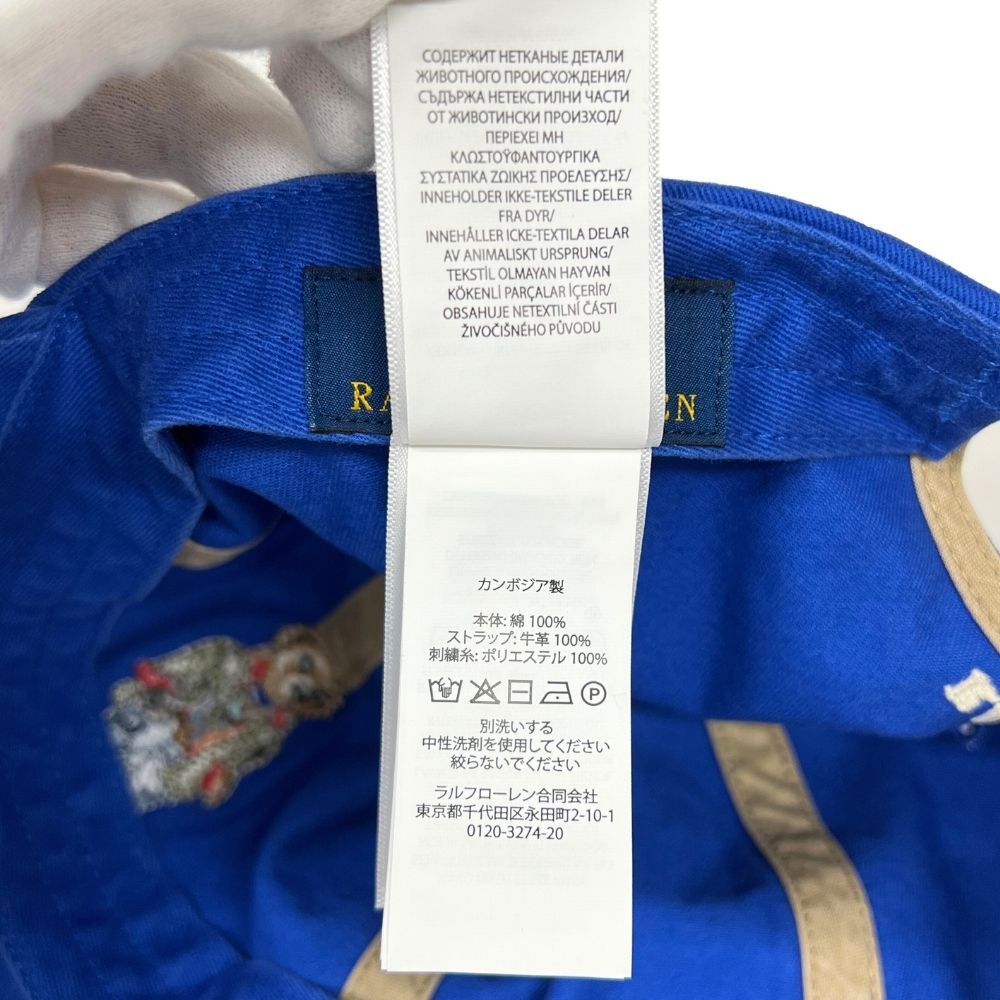 СОДЕРЖИТ НЕТКАНЫЕ ДЕТАЛИ
ЖИВОТНОГО ПРОИСХОЖДЕНИЯ/
СЪДЪРЖА НЕТЕКСТИЛНИ ЧАСТИ
ОТ ЖИВОТИНСКИ ПРОИЗХОД/
ΠΕΡΙΕΧΕΙ ΜΗ
ΚΛΩΣΤΟΫΦΑΝΤΟΥΡΓΙΚΑ
ΣΥΣΤΑΤΙΚΑ ΖΩΙΚΗΣ ΠΡΟΕΛΕΥΣΗΣ/
INNEHOLDER IKKE-TEKSTILE DELER
FRA DYR/
INNEHÅLLER ICKE-TEXTILA DELAR
AV ANIMALISKT URSPRUNG/
TEKSTİL OLMAYAN HAYVAN
KÖKENLİ PARÇALAR İÇERİR/
OBSAHUJE NETEXTILNÍ ČÁSTI
ŽIVOČIŠNÉHO PŮVODU
RA EN
カンボジア製
本体: 綿 100%
ストラップ: 牛革 100%
刺繍糸: ポリエステル 100%
P
別洗いする
中性洗剤を使用してください
絞らないでください
ラルフローレン合同会社
東京都千代田区永田町2-10-1
0120-3274-20